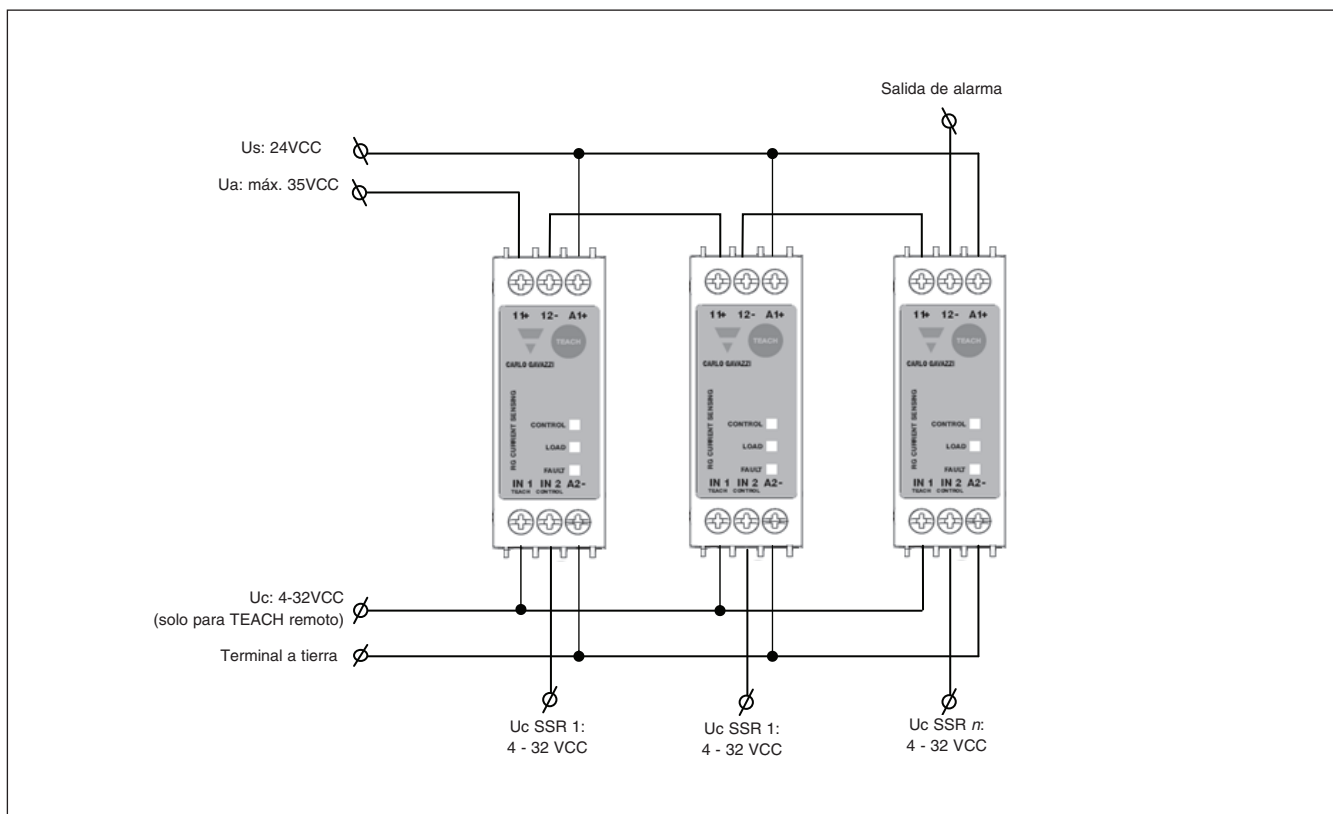 Salida de alarma
Us: 24VCC
Ua: máx. 35VCC
11+ 12- A1+
TEACH
CARLO GAVAZZI
RG CURRENT SENSING
CONTROL
LOAD
FAULT
IN 1 IN 2 A2-
TEACH CONTROL
11+ 12- A1+
TEACH
CARLO GAVAZZI
RG CURRENT SENSING
CONTROL
LOAD
FAULT
IN 1 IN 2 A2-
TEACH CONTROL
11+ 12- A1+
TEACH
CARLO GAVAZZI
RG CURRENT SENSING
CONTROL
LOAD
FAULT
IN 1 IN 2 A2-
TEACH CONTROL
Uc: 4-32VCC
(solo para TEACH remoto)
Terminal a tierra
Uc SSR 1:
4 - 32 VCC
Uc SSR 1:
4 - 32 VCC
Uc SSR n:
4 - 32 VCC